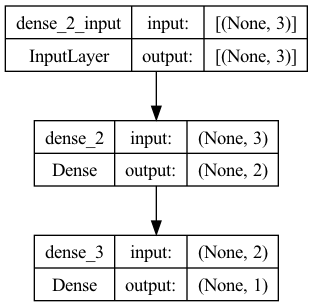 dense_2_input input: [(None, 3)]
InputLayer output: [(None, 3)]
dense_2 input: (None, 3)
Dense output: (None, 2)
dense_3 input: (None, 2)
Dense output: (None, 1)